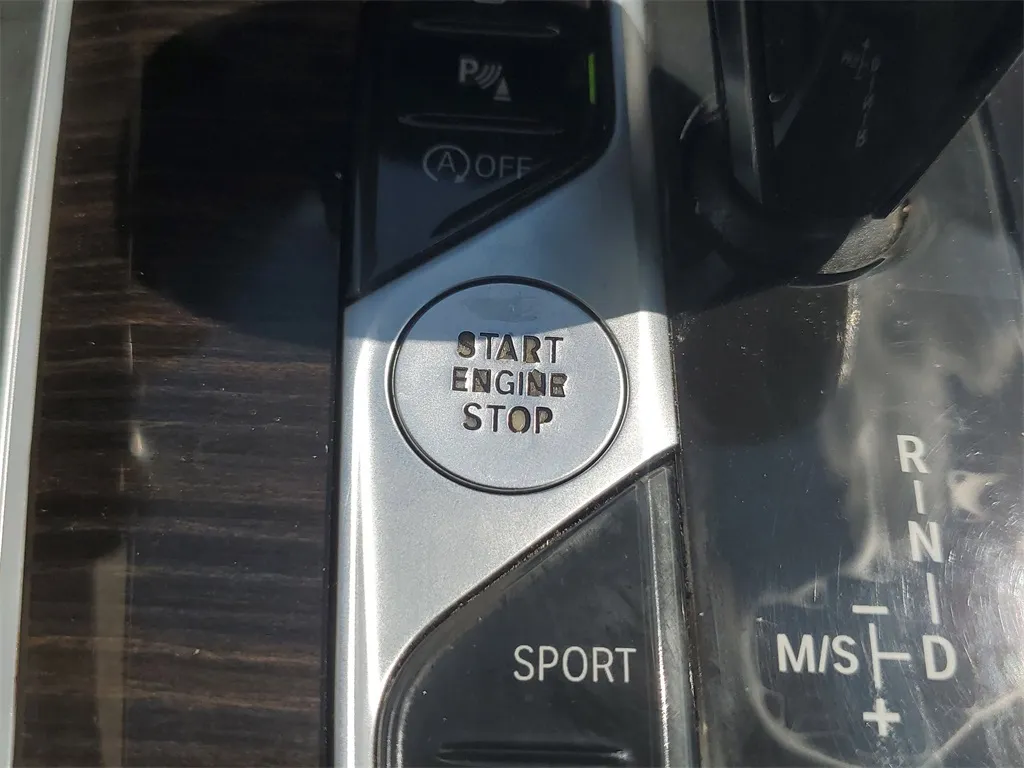 P
A OFF
START
ENGINE
STOP
SPORT
R
N
M/S D
−
+